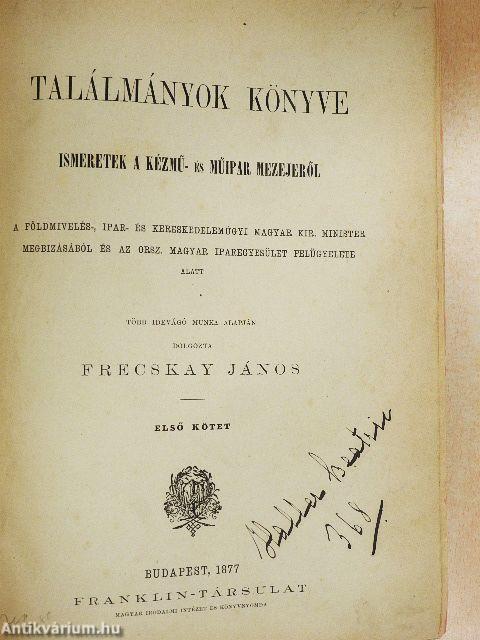 TALÁLMÁNYOK KÖNYVE
ISMERETEK A KÉZMŰ- ÉS MŰIPAR MEZEJÉRŐL
A FÖLDMIVELÉS-, IPAR- ÉS KERESKEDELEMÜGYI MAGYAR KIR. MINISTER
MEGBIZÁSÁBÓL ÉS AZ ORSZ. MAGYAR IPAREGYESÜLET FELÜGYELETE
ALATT
TÖBB IDEVÁGÓ MUNKA ALAPJÁN
DOLGOZTA
FRECSKAY JÁNOS
ELSŐ KÖTET
368
BUDAPEST, 1877
FRANKLIN-TÁRSULAT
MAGYAR IRODALMI INTÉZET ÉS KÖNYVNYOMDA
Antikvárium.hu